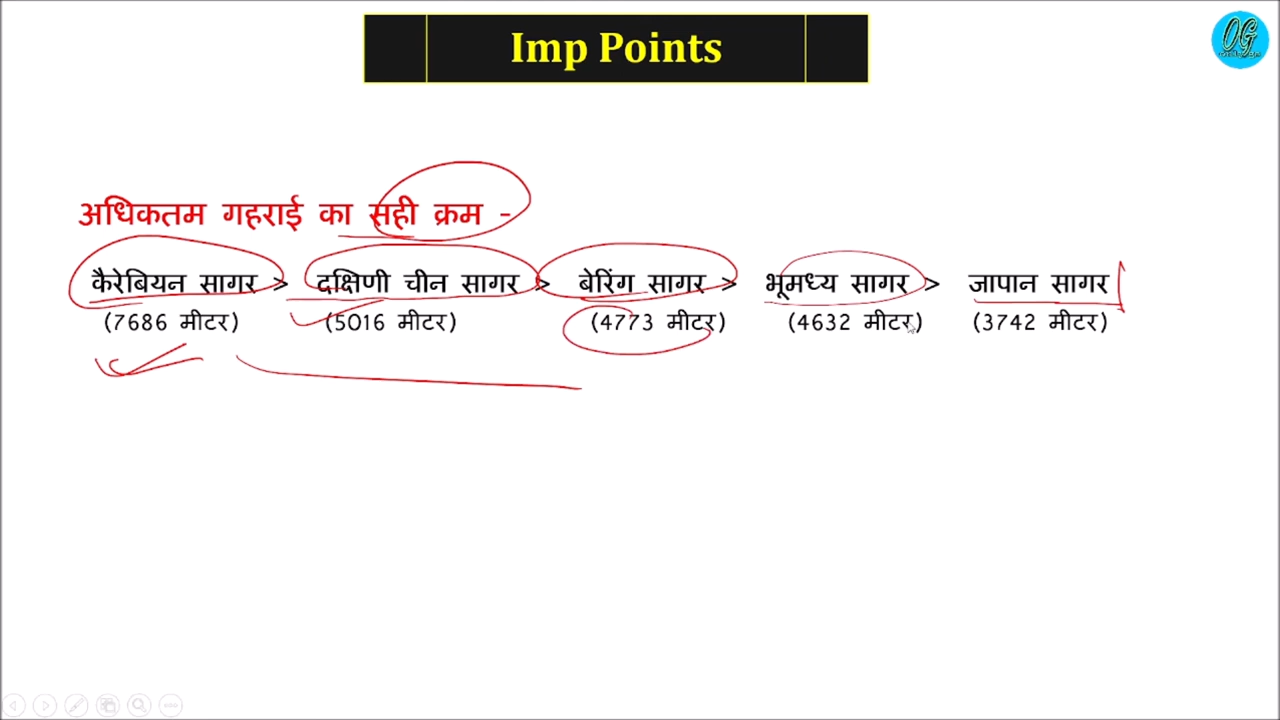 Imp Points
OG
अधिकतम गहराई का सही क्रम -
कैरेबियन सागर > दक्षिणी चीन सागर > बेरिंग सागर > भूमध्य सागर > जापान सागर
(7686 मीटर) (5016 मीटर) (4773 मीटर) (4632 मीटर) (3742 मीटर)